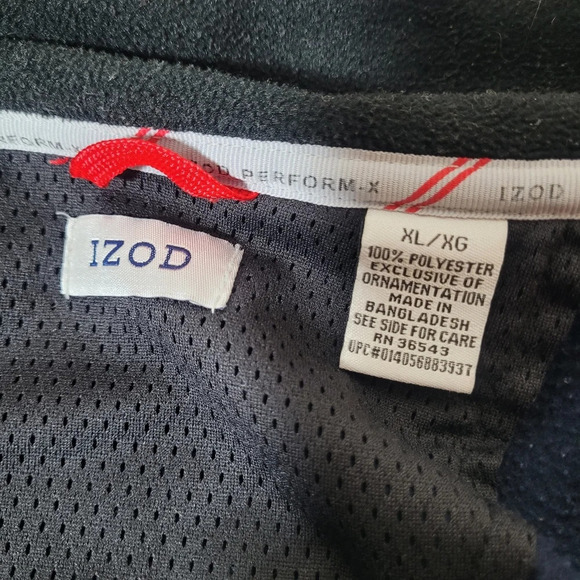 PERFORM-X
IZOD PERFORM-X
IZOD
IZOD
XL/XG
100% POLYESTER
EXCLUSIVE OF
ORNAMENTATION
MADE IN
BANGLADESH
SEE SIDE FOR CARE
RN 36543
UPC#014056883937